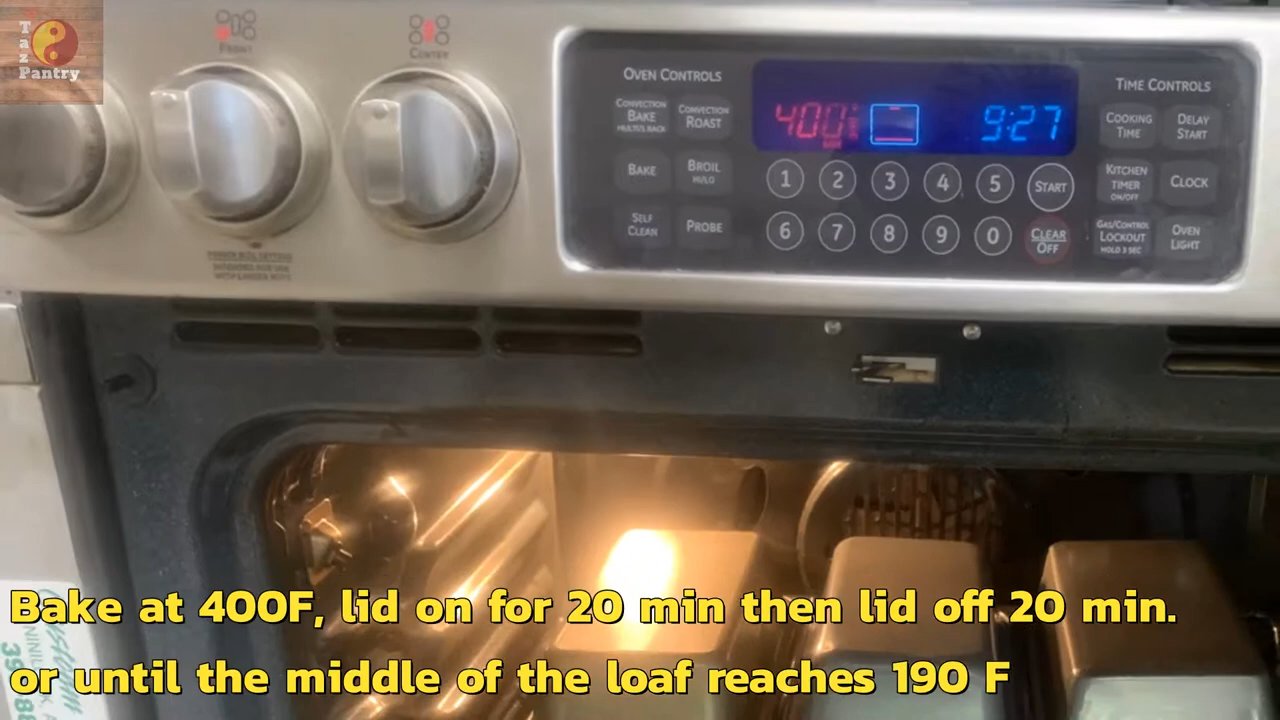 Taz
Pantry
FRONT
CENTER
POWER BOIL SETTING
OVEN CONTROLS
CONVECTION
BAKE
MULTI/1 RACK
CONVECTION
ROAST
BAKE
BROIL
HI/LO
SELF
CLEAN
PROBE
400
9:27
1 2 3 4 5 START
6 7 8 9 0 CLEAR
OFF
TIME CONTROLS
COOKING
TIME
DELAY
START
KITCHEN
TIMER
ON/OFF
CLOCK
GAS/CONTROL
LOCKOUT
HOLD 3 SEC
OVEN
LIGHT
Bake at 400F, lid on for 20 min then lid off 20 min.
or until the middle of the loaf reaches 190 F